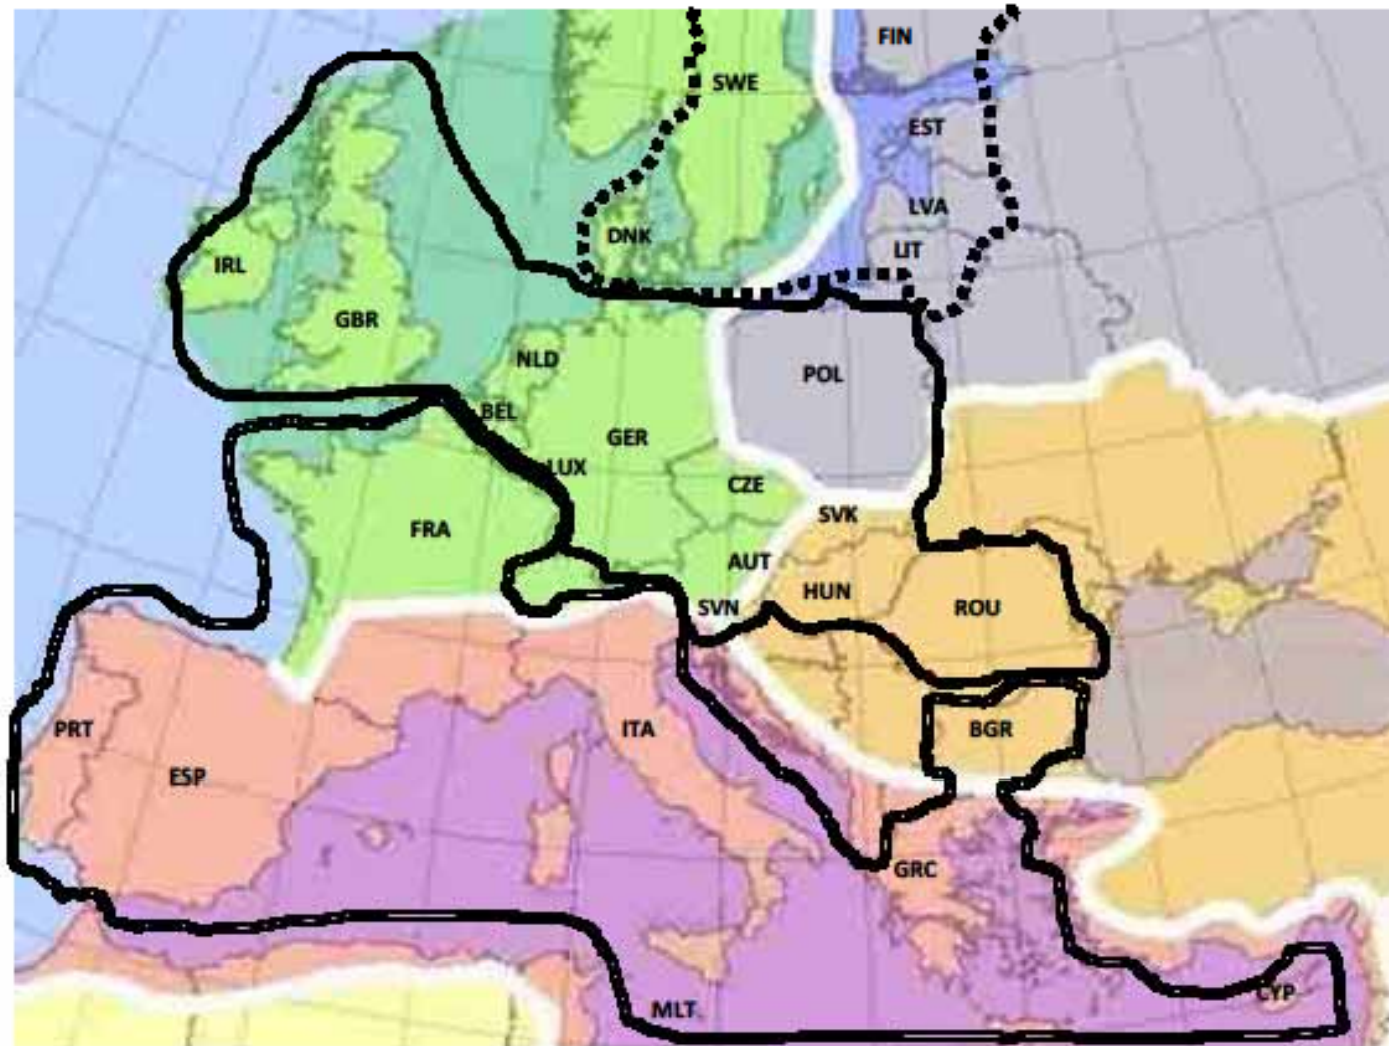 FIN
SWE
EST
LVA
DNK
LIT
IRL
GBR
NLD
POL
BEL
GER
LUX
CZE
SVK
FRA
AUT
HUN
SVN
ROU
PRT
ITA
BGR
ESP
GRC
CYP
MLT